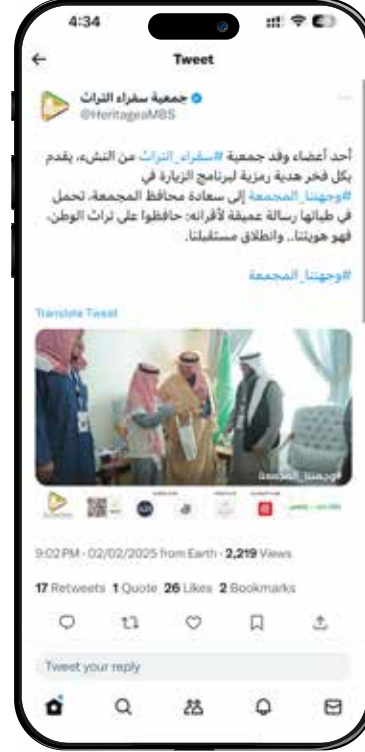 4:34
Tweet
جمعية سفراء التراث
@HeritageaMBS
أحد أعضاء وفد جمعية #سفراء_التراث من النشء، يقدم
بكل فخر هدية رمزية لبرنامج الزيارة في
#وجهتنا_المجمعة إلى سعادة محافظ المجمعة، تحمل
في طياتها رسالة عميقة لأقرانه: حافظوا على تراث الوطن،
فهو هويتنا.. وانطلاق مستقبلنا.
#وجهتنا_المجمعة
Translate Tweet
#وجهتنا_المجمعة
9:02 PM · 02/02/2025 from Earth · 2,219 Views
17 Retweets 1 Quote 26 Likes 2 Bookmarks
Tweet your reply